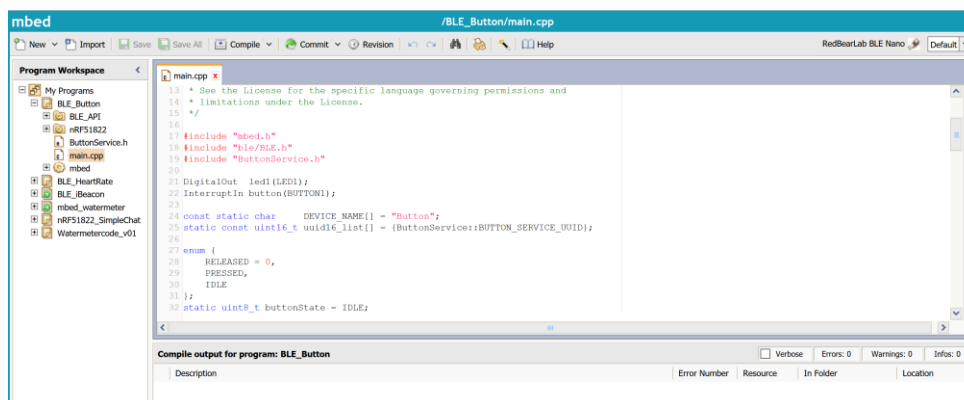 mbed /BLE_Button/main.cpp
New Import Save Save All Compile Commit Revision Help RedBearLab BLE Nano Default
Program Workspace
main.cpp x
My Programs
BLE_Button
BLE_API
nRF51822
ButtonService.h
main.cpp
mbed
BLE_HeartRate
BLE_iBeacon
mbed_watermeter
nRF51822_SimpleChat
Watermetercode_v01
13 * See the License for the specific language governing permissions and
14 * limitations under the License.
15 */
16
17 #include "mbed.h"
18 #include "ble/BLE.h"
19 #include "ButtonService.h"
20
21 DigitalOut  led1(LED1);
22 InterruptIn button(BUTTON1);
23
24 const static char     DEVICE_NAME[] = "Button";
25 static const uint16_t uuid16_list[] = {ButtonService::BUTTON_SERVICE_UUID};
26
27 enum {
28     RELEASED = 0,
29     PRESSED,
30     IDLE
31 };
32 static uint8_t buttonState = IDLE;
Compile output for program: BLE_Button Verbose Errors: 0 Warnings: 0 Infos: 0
Description Error Number Resource In Folder Location